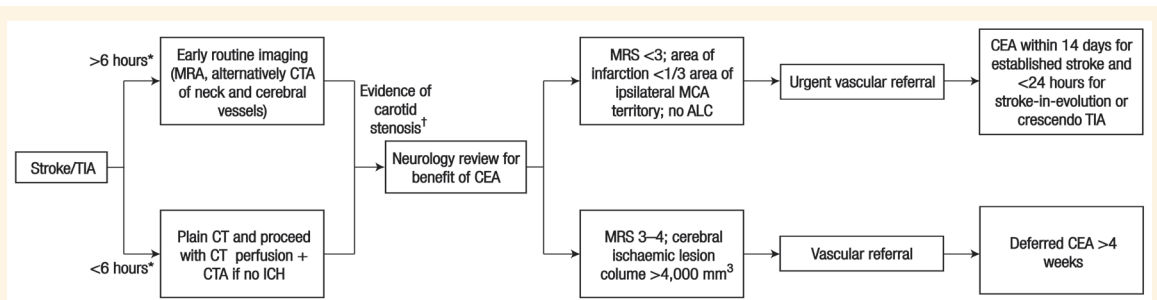 >6 hours*
Early routine imaging
(MRA, alternatively CTA
of neck and cerebral
vessels)
Stroke/TIA
<6 hours*
Plain CT and proceed
with CT perfusion +
CTA if no ICH
Evidence of
carotid
stenosis†
Neurology review for
benefit of CEA
MRS <3; area of
infarction <1/3 area of
ipsilateral MCA
territory; no ALC
Urgent vascular referral
CEA within 14 days for
established stroke and
<24 hours for
stroke-in-evolution or
crescendo TIA
MRS 3–4; cerebral
ischaemic lesion
colume >4,000 mm³
Vascular referral
Deferred CEA >4
weeks